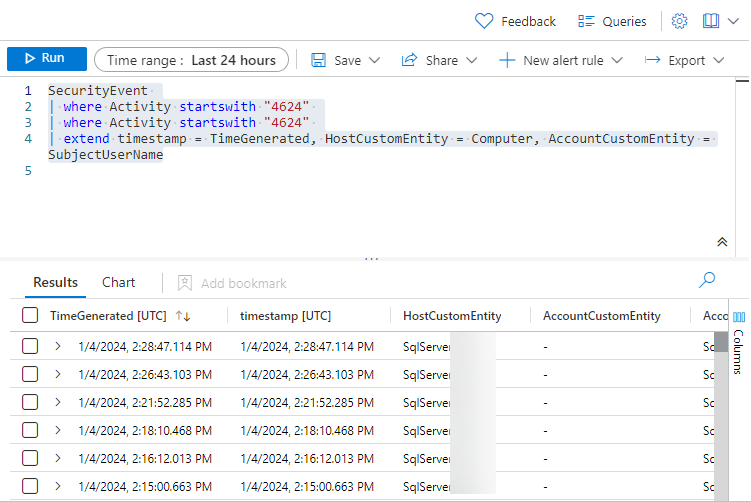 Feedback Queries
Run Time range : Last 24 hours Save Share New alert rule Export
1 SecurityEvent
2 | where Activity startswith "4624"
3 | where Activity startswith "4624"
4 | extend timestamp = TimeGenerated, HostCustomEntity = Computer, AccountCustomEntity =
SubjectUserName
5
Results Chart Add bookmark
TimeGenerated [UTC] timestamp [UTC] HostCustomEntity AccountCustomEntity Acco
1/4/2024, 2:28:47.114 PM 1/4/2024, 2:28:47.114 PM SqlServer - Sc
1/4/2024, 2:26:43.103 PM 1/4/2024, 2:26:43.103 PM SqlServer - Sc
1/4/2024, 2:21:52.285 PM 1/4/2024, 2:21:52.285 PM SqlServer - Sc
1/4/2024, 2:18:10.468 PM 1/4/2024, 2:18:10.468 PM SqlServer - Sc
1/4/2024, 2:16:12.013 PM 1/4/2024, 2:16:12.013 PM SqlServer - Sc
1/4/2024, 2:15:00.663 PM 1/4/2024, 2:15:00.663 PM SqlServer - Sc
Columns